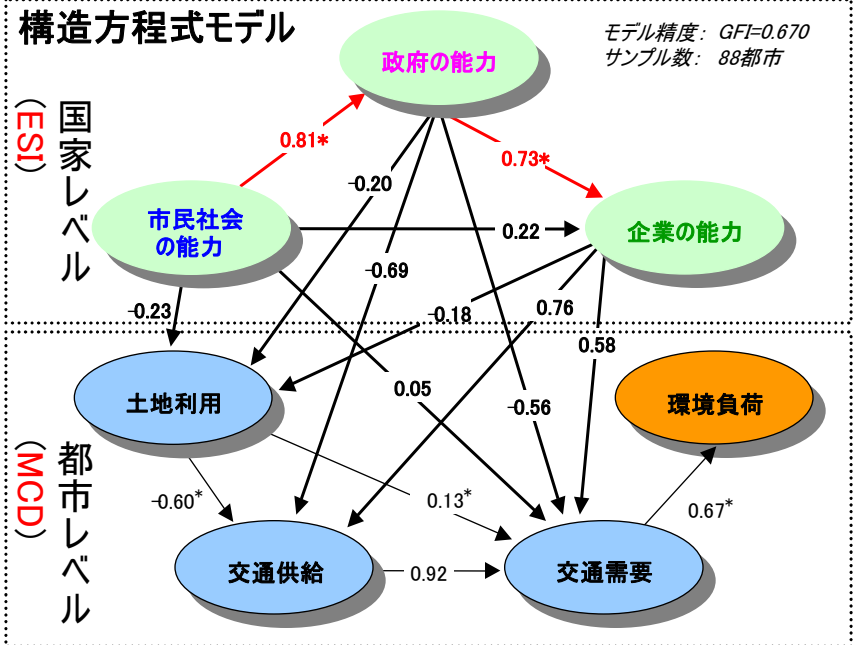 構造方程式モデル
モデル精度: GFI=0.670
サンプル数: 88都市
政府の能力
国家レベル
(ESI)
0.81*
0.73*
-0.20
市民社会
の能力
0.22
企業の能力
-0.69
-0.23
-0.18
0.76
0.58
土地利用
0.05
-0.56
環境負荷
都市レベル
(MCD)
-0.60*
0.13*
0.67*
交通供給
0.92
交通需要